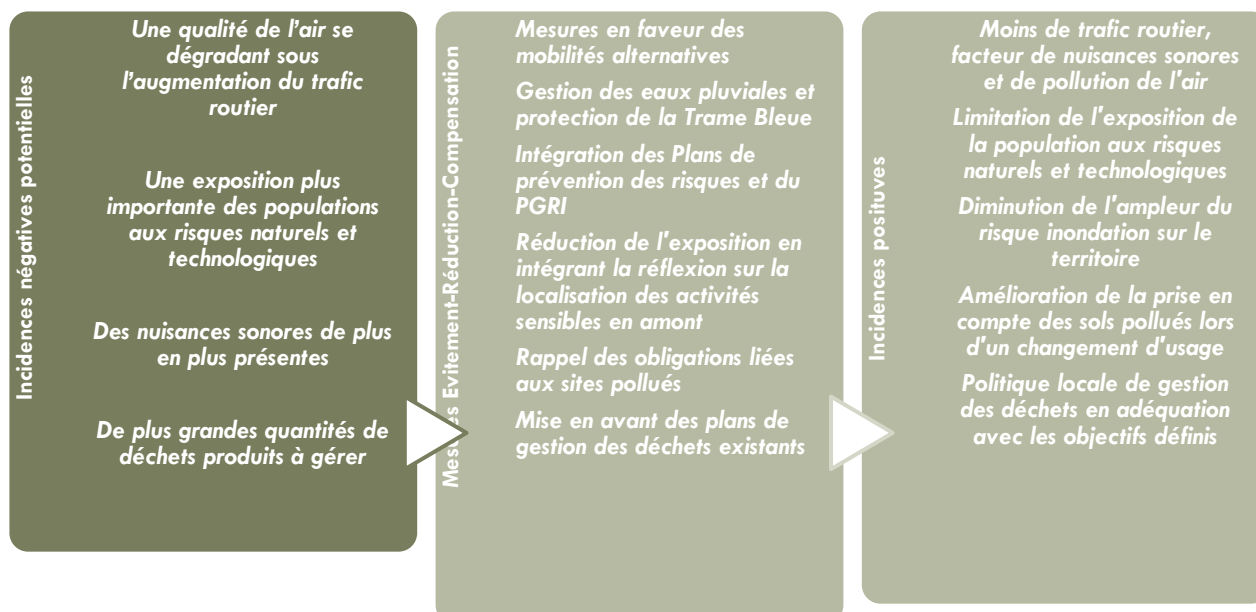 Incidences négatives potentielles
Une qualité de l'air se
dégradant sous
l'augmentation du trafic
routier
Une exposition plus
importante des populations
aux risques naturels et
technologiques
Des nuisances sonores de plus
en plus présentes
De plus grandes quantités de
déchets produits à gérer
Mesures Evitement-Réduction-Compensation
Mesures en faveur des
mobilités alternatives
Gestion des eaux pluviales et
protection de la Trame Bleue
Intégration des Plans de
prévention des risques et du
PGRI
Réduction de l'exposition en
intégrant la réflexion sur la
localisation des activités
sensibles en amont
Rappel des obligations liées
aux sites pollués
Mise en avant des plans de
gestion des déchets existants
Incidences posituves
Moins de trafic routier,
facteur de nuisances sonores
et de pollution de l'air
Limitation de l'exposition de
la population aux risques
naturels et technologiques
Diminution de l'ampleur du
risque inondation sur le
territoire
Amélioration de la prise en
compte des sols pollués lors
d'un changement d'usage
Politique locale de gestion
des déchets en adéquation
avec les objectifs définis